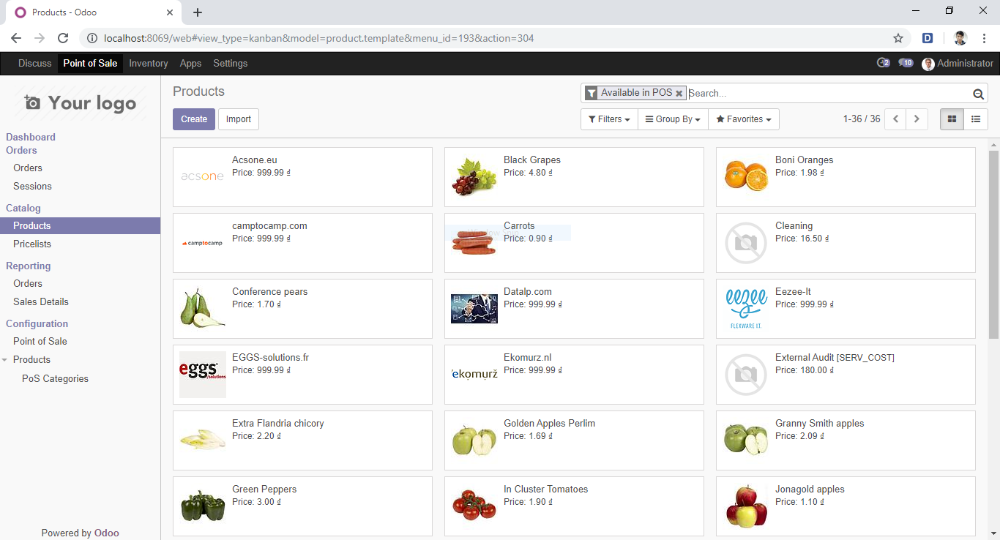 Products - Odoo
localhost:8069/web#view_type=kanban&model=product.template&menu_id=193&action=304
D
Discuss Point of Sale Inventory Apps Settings
2 10 Administrator
Your logo
Dashboard
Orders
Orders
Sessions
Catalog
Products
Pricelists
Reporting
Orders
Sales Details
Configuration
Point of Sale
Products
PoS Categories
Powered by Odoo
Products
Available in POS Search...
Create Import
Filters Group By Favorites
1-36 / 36
acsone
Acsone.eu
Price: 999.99 ₫
Black Grapes
Price: 4.80 ₫
Boni Oranges
Price: 1.98 ₫
camptocamp
camptocamp.com
Price: 999.99 ₫
Window Snip
Carrots
Price: 0.90 ₫
Cleaning
Price: 16.50 ₫
Conference pears
Price: 1.70 ₫
Datalp.com
Price: 999.99 ₫
eezee
FLEXWARE I.T.
Eezee-It
Price: 999.99 ₫
eggs
solutions
EGGS-solutions.fr
Price: 999.99 ₫
ekomurž
Ekomurz.nl
Price: 999.99 ₫
External Audit [SERV_COST]
Price: 180.00 ₫
Extra Flandria chicory
Price: 2.20 ₫
Golden Apples Perlim
Price: 1.69 ₫
Granny Smith apples
Price: 2.09 ₫
Green Peppers
Price: 3.00 ₫
In Cluster Tomatoes
Price: 1.90 ₫
Jonagold apples
Price: 1.10 ₫